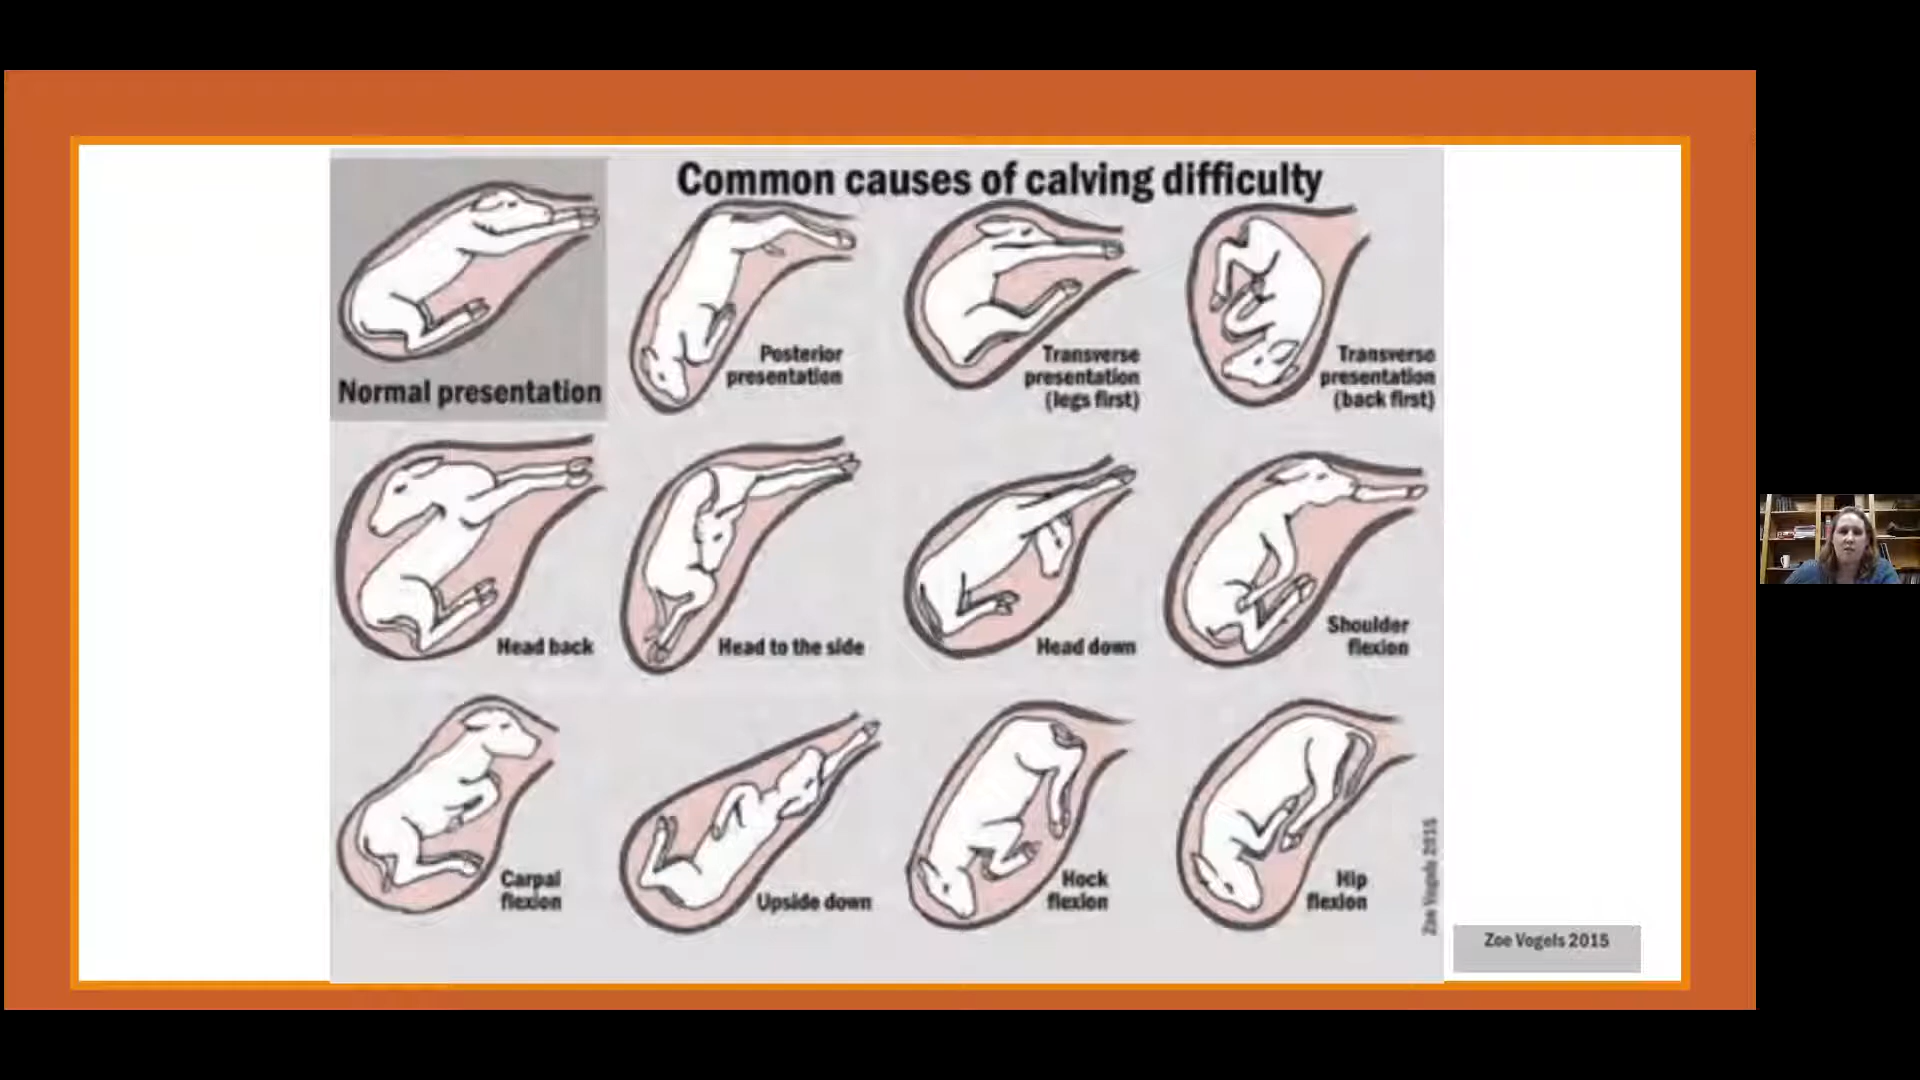 Common causes of calving difficulty
Normal presentation
Posterior
presentation
Transverse
presentation
(legs first)
Transverse
presentation
(back first)
Head back
Head to the side
Head down
Shoulder
flexion
Carpal
flexion
Upside down
Hock
flexion
Hip
flexion
Zoe Vogels 2015
Zoe Vogels 2015